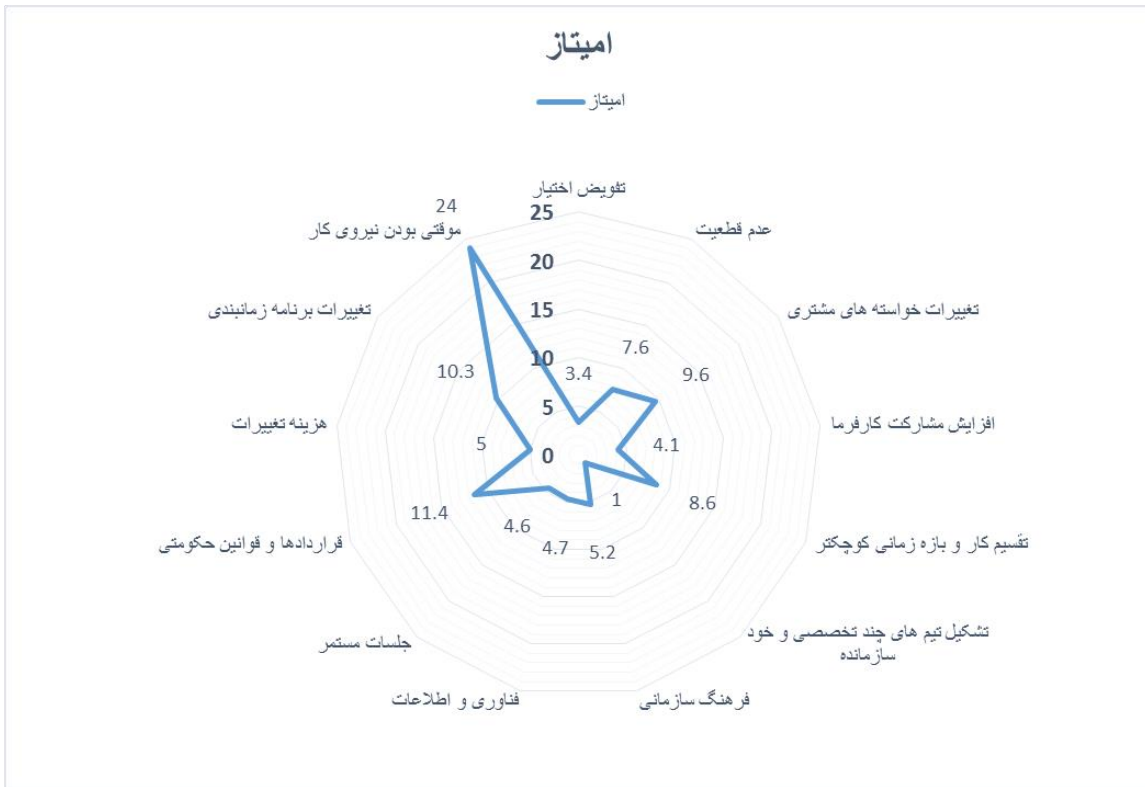 امیتاز
امیتاز
تفویض اختیار
عدم قطعیت
تغییرات خواسته های مشتری
افزایش مشارکت کارفرما
تقسیم کار و بازه زمانی کوچکتر
تشکیل تیم های چند تخصصی و خود
سازمانده
فرهنگ سازمانی
فناوری و اطلاعات
جلسات مستمر
قراردادها و قوانین حکومتی
هزینه تغییرات
تغییرات برنامه زمانبندی
موقتی بودن نیروی کار
25
20
15
10
5
0
3.4
7.6
9.6
4.1
8.6
1
5.2
4.7
4.6
11.4
5
10.3
24